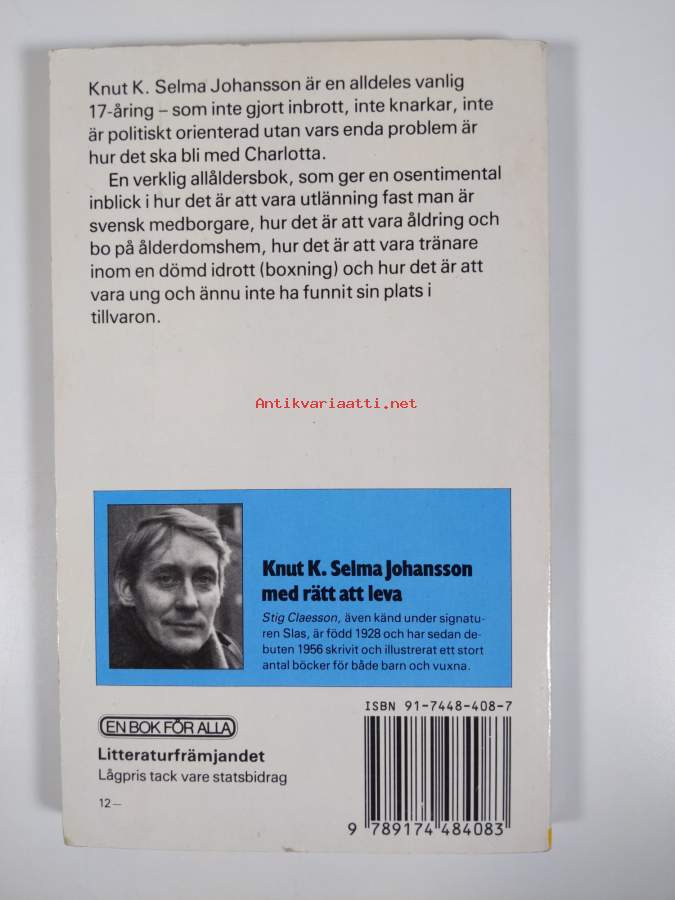 Knut K. Selma Johansson är en alldeles vanlig
17-åring – som inte gjort inbrott, inte knarkar, inte
är politiskt orienterad utan vars enda problem är
hur det ska bli med Charlotta.
En verklig allåldersbok, som ger en osentimental
inblick i hur det är att vara utlänning fast man är
svensk medborgare, hur det är att vara åldring och
bo på ålderdomshem, hur det är att vara tränare
inom en dömd idrott (boxning) och hur det är att
vara ung och ännu inte ha funnit sin plats i
tillvaron.
Antikvariaatti.net
Knut K. Selma Johansson
med rätt att leva
Stig Claesson, även känd under signatu-
ren Slas, är född 1928 och har sedan de-
buten 1956 skrivit och illustrerat ett stort
antal böcker för både barn och vuxna.
ISBN 91-7448-408-7
EN BOK FÖR ALLA
Litteraturfrämjandet
Lågpris tack vare statsbidrag
12—
9 789174 484083